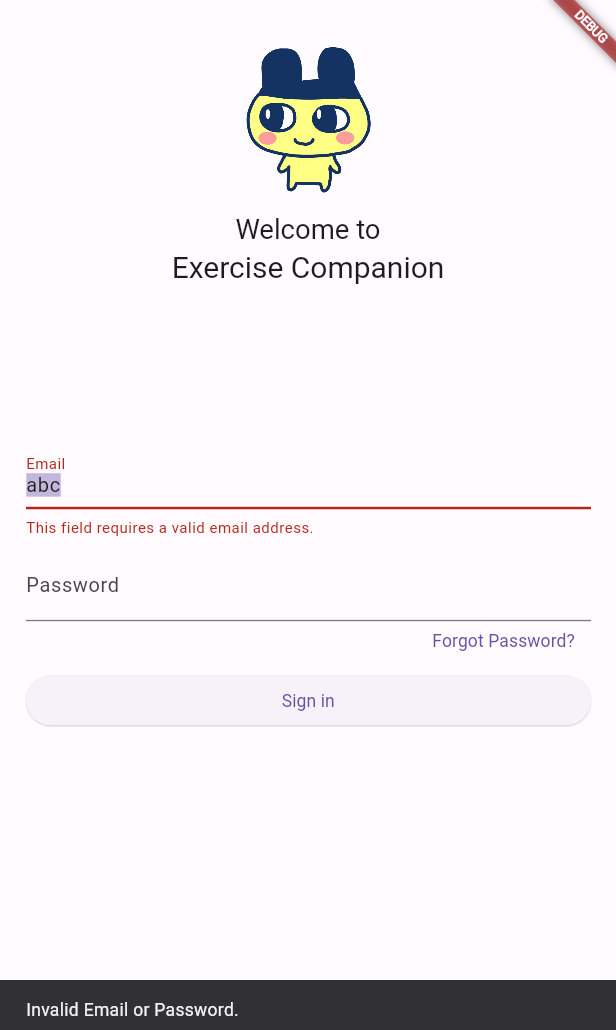 DEBUG
Welcome to
Exercise Companion
Email
abc
This field requires a valid email address.
Password
Forgot Password?
Sign in
Invalid Email or Password.